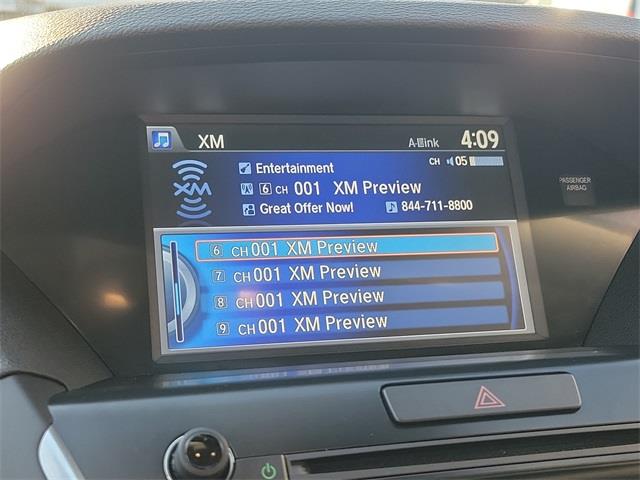 XM A-Link 4:09
Entertainment CH 05
XM 6 CH 001 XM Preview
Great Offer Now! 844-711-8800
PASSENGER
AIRBAG
6 CH 001 XM Preview
7 CH 001 XM Preview
8 CH 001 XM Preview
9 CH 001 XM Preview